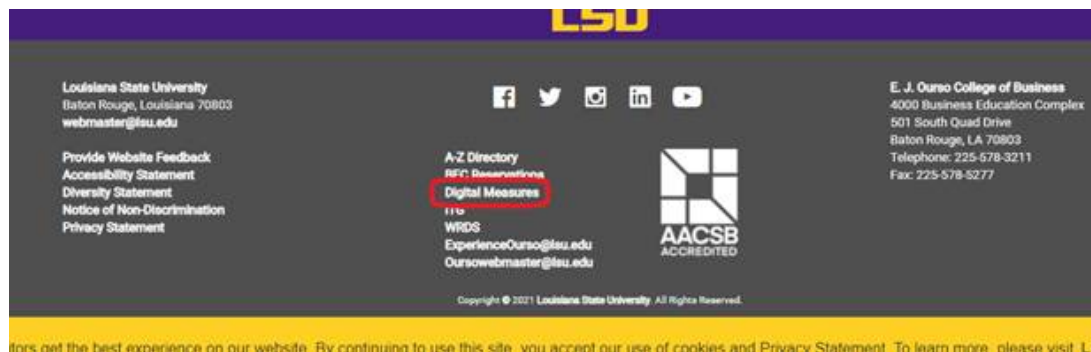 LSU
Louisiana State University
Baton Rouge, Louisiana 70803
webmaster@lsu.edu
Provide Website Feedback
Accessibility Statement
Diversity Statement
Notice of Non-Discrimination
Privacy Statement
A-Z Directory
BEC Reservations
Digital Measures
ITG
WRDS
ExperienceOurso@lsu.edu
Oursowebmaster@lsu.edu
AACSB
ACCREDITED
E. J. Ourso College of Business
4000 Business Education Complex
501 South Quad Drive
Baton Rouge, LA 70803
Telephone: 225-578-3211
Fax: 225-578-5277
Copyright © 2021 Louisiana State University. All Rights Reserved.
get the best experience on our website. By continuing to use this site, you accept our use of cookies and Privacy Statement. To learn more, please visit